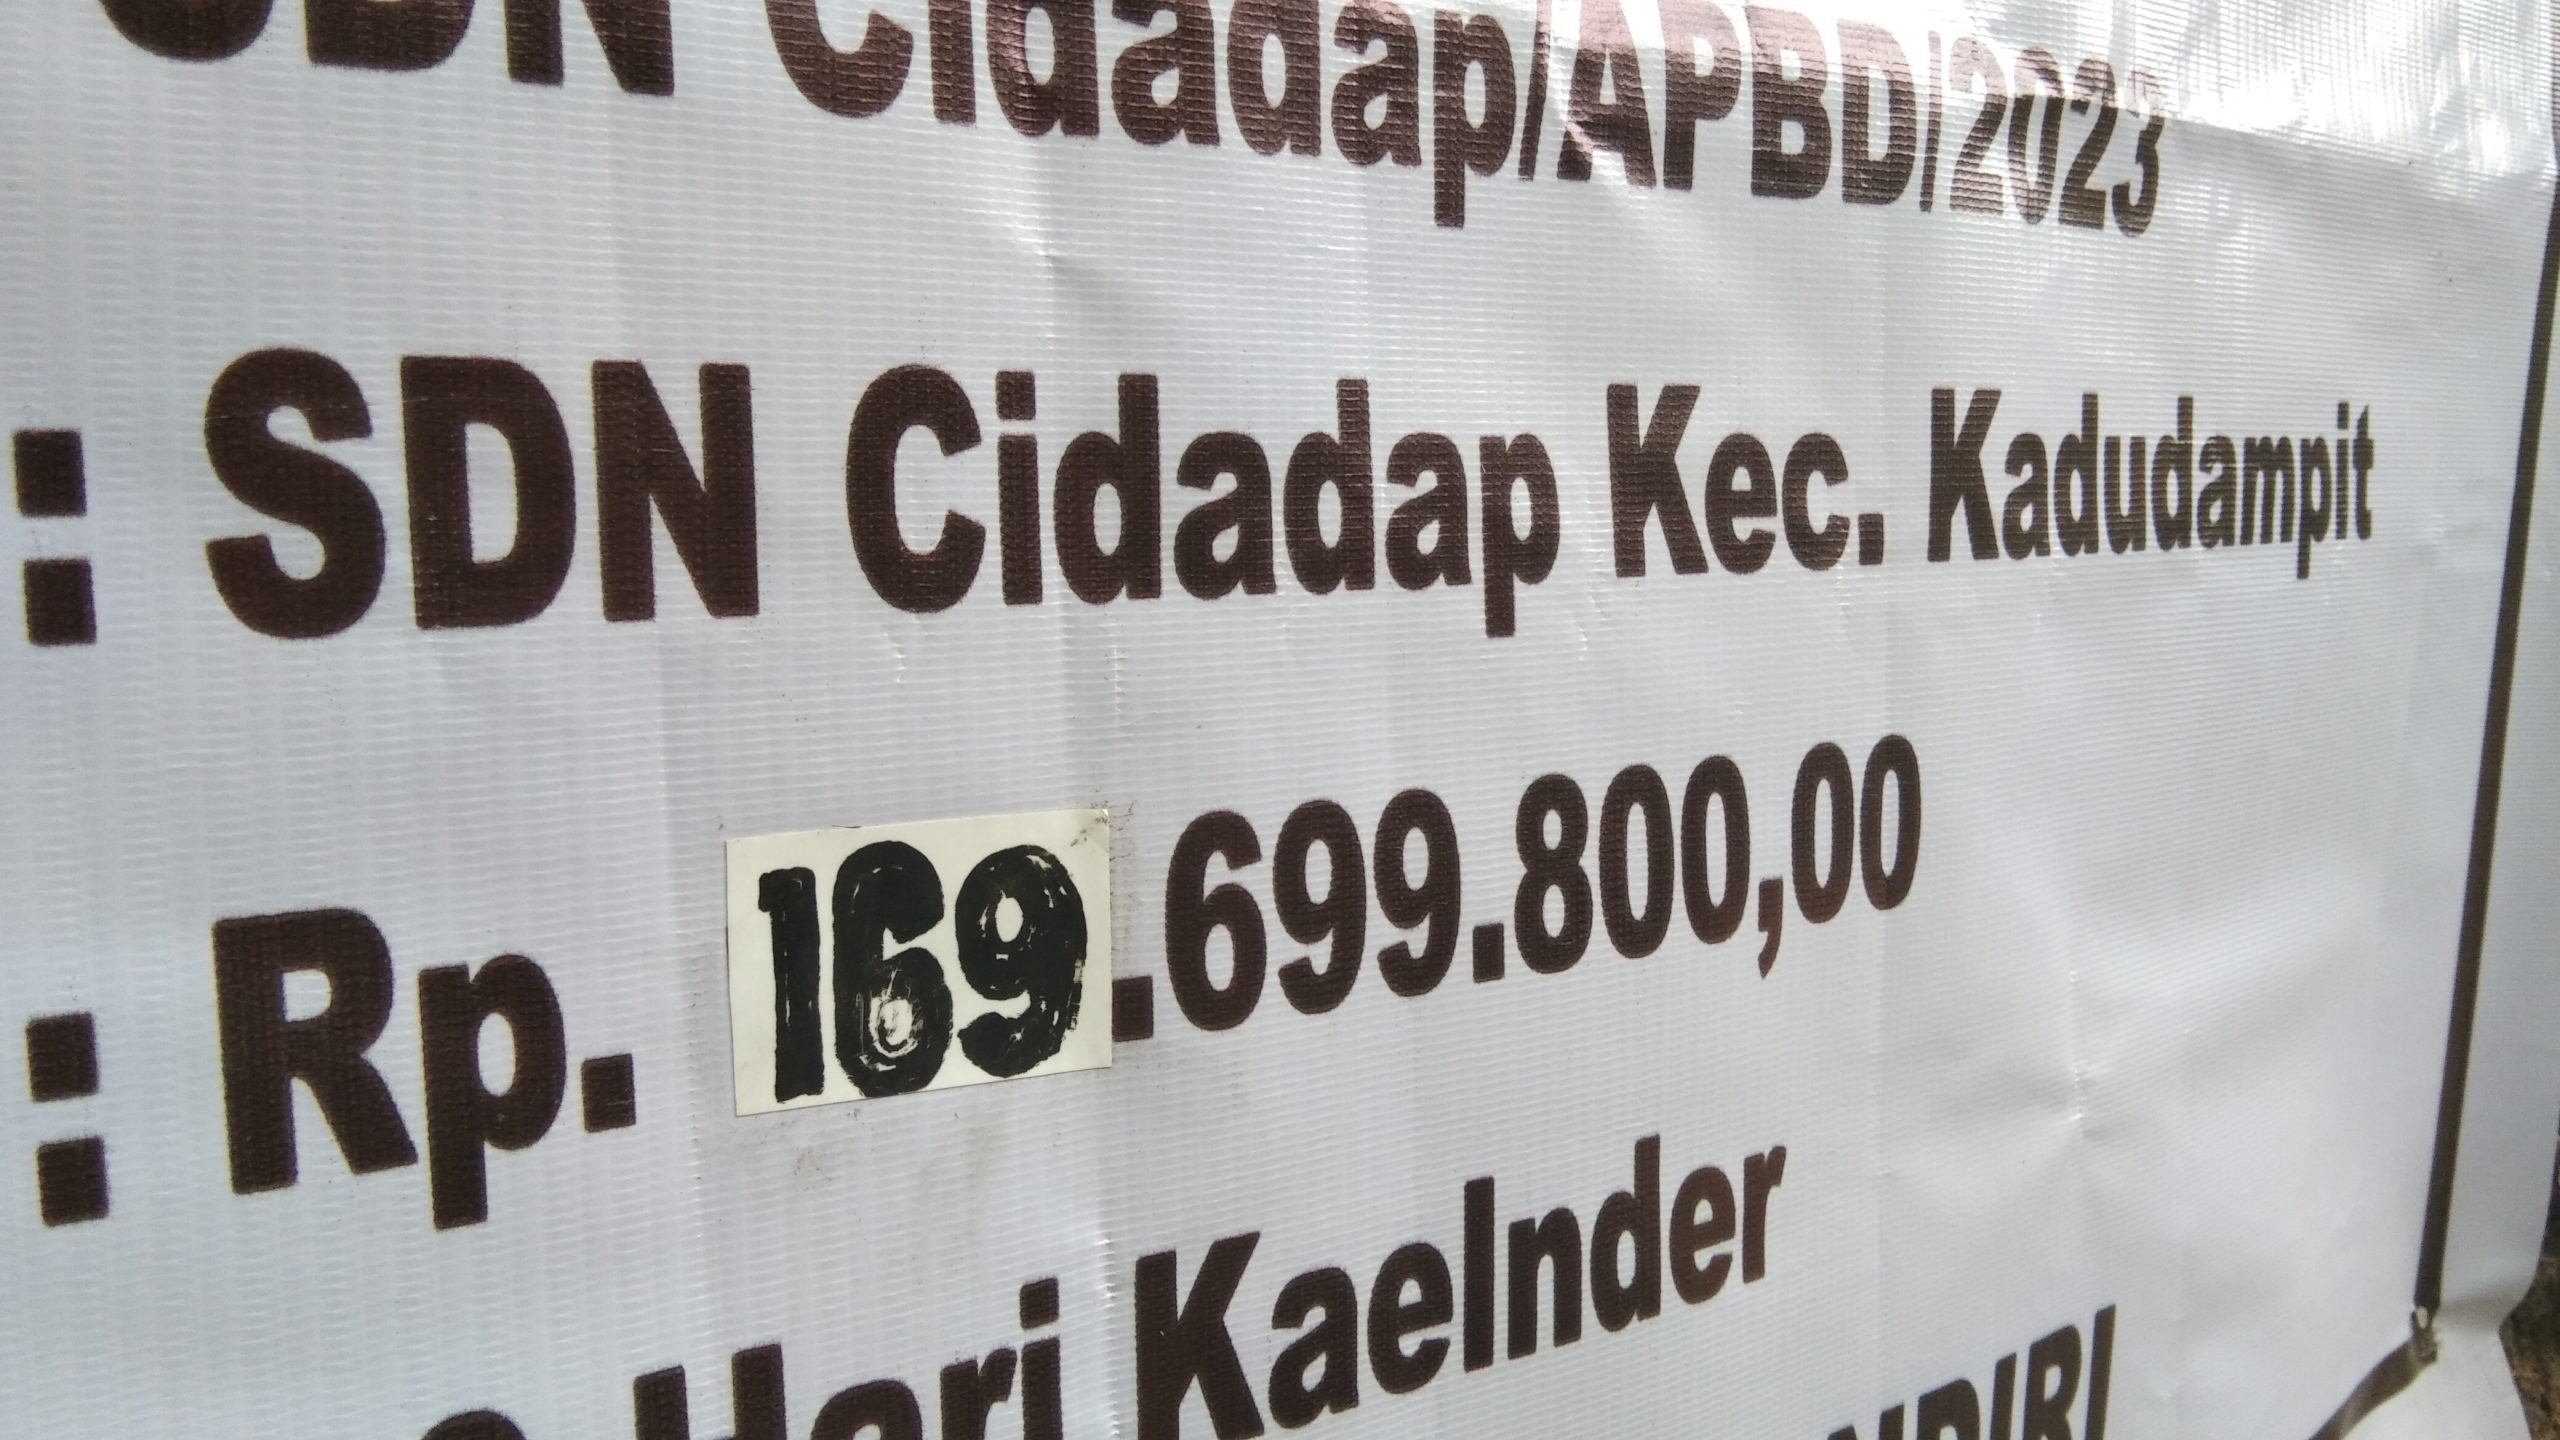 SDN Cidadap/APBD/2023
: SDN Cidadap Kec. Kadudampit
: Rp. 169.699.800,00
Hari Kaelnder